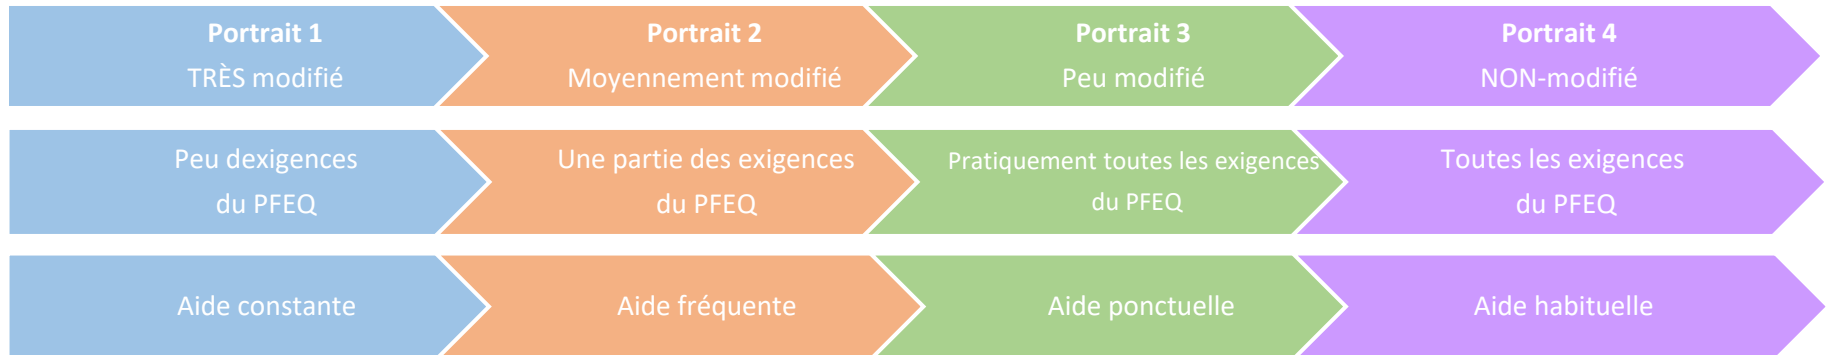 Portrait 1
TRÈS modifié
Portrait 2
Moyennement modifié
Portrait 3
Peu modifié
Portrait 4
NON-modifié
Peu dexigences
du PFEQ
Une partie des exigences
du PFEQ
Pratiquement toutes les exigences
du PFEQ
Toutes les exigences
du PFEQ
Aide constante
Aide fréquente
Aide ponctuelle
Aide habituelle